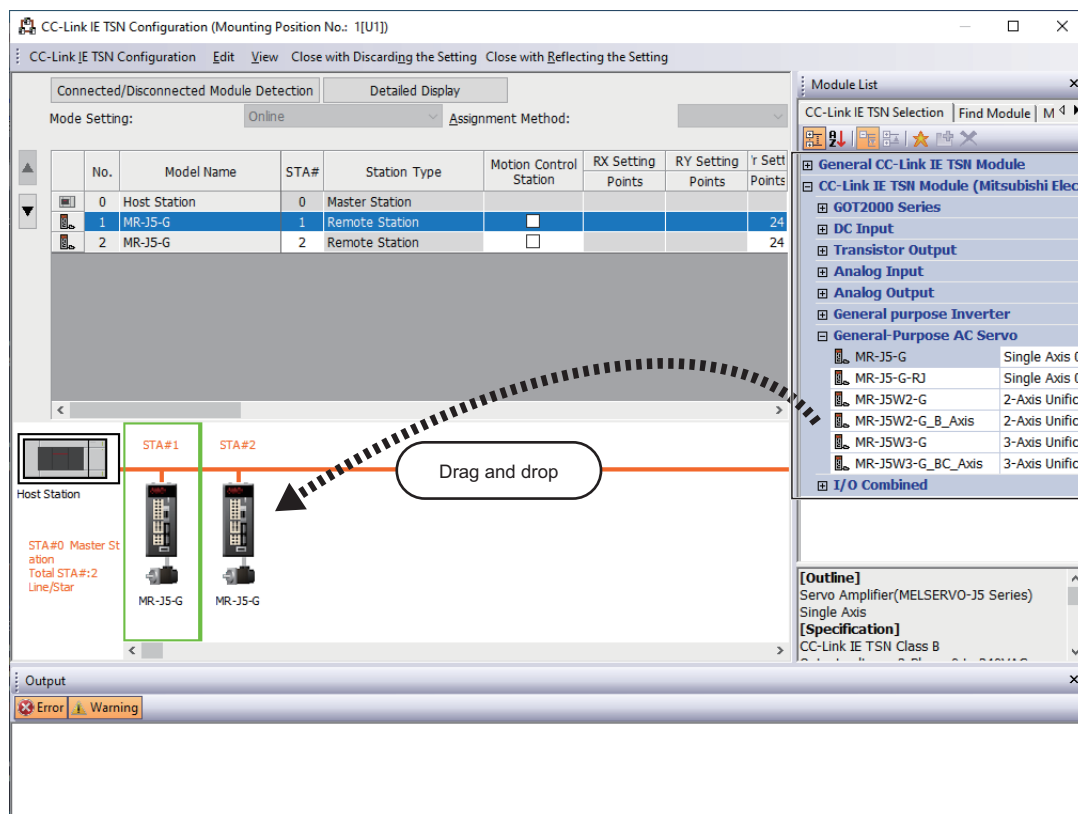 CC-Link IE TSN Configuration (Mounting Position No.: 1[U1])
CC-Link IE TSN Configuration Edit View Close with Discarding the Setting Close with Reflecting the Setting
Connected/Disconnected Module Detection Detailed Display
Mode Setting: Online Assignment Method:
No. Model Name STA# Station Type Motion Control Station RX Setting RY Setting 'r Sett
Points Points Points
0 Host Station 0 Master Station
1 MR-J5-G 1 Remote Station 24
2 MR-J5-G 2 Remote Station 24
STA#1 STA#2
Host Station
STA#0 Master St
ation
Total STA#:2
Line/Star
MR-J5-G MR-J5-G
Drag and drop
Module List
CC-Link IE TSN Selection Find Module M
General CC-Link IE TSN Module
CC-Link IE TSN Module (Mitsubishi Elec
GOT2000 Series
DC Input
Transistor Output
Analog Input
Analog Output
General purpose Inverter
General-Purpose AC Servo
MR-J5-G Single Axis
MR-J5-G-RJ Single Axis
MR-J5W2-G 2-Axis Unific
MR-J5W2-G_B_Axis 2-Axis Unific
MR-J5W3-G 3-Axis Unific
MR-J5W3-G_BC_Axis 3-Axis Unific
I/O Combined
[Outline]
Servo Amplifier(MELSERVO-J5 Series)
Single Axis
[Specification]
CC-Link IE TSN Class B
Output
Error Warning